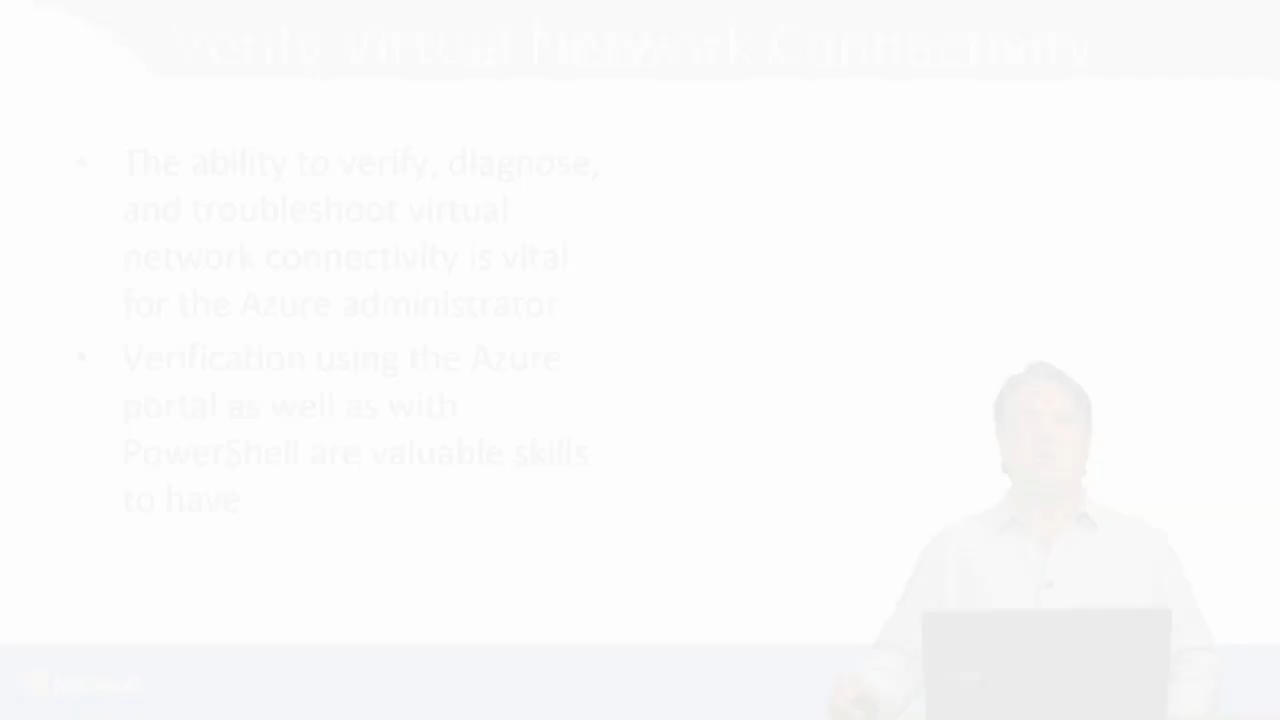 Verify Virtual Network Connectivity
• The ability to verify, diagnose,
and troubleshoot virtual
network connectivity is vital
for the Azure administrator
• Verification using the Azure
portal as well as with
PowerShell are valuable skills
to have
Microsoft